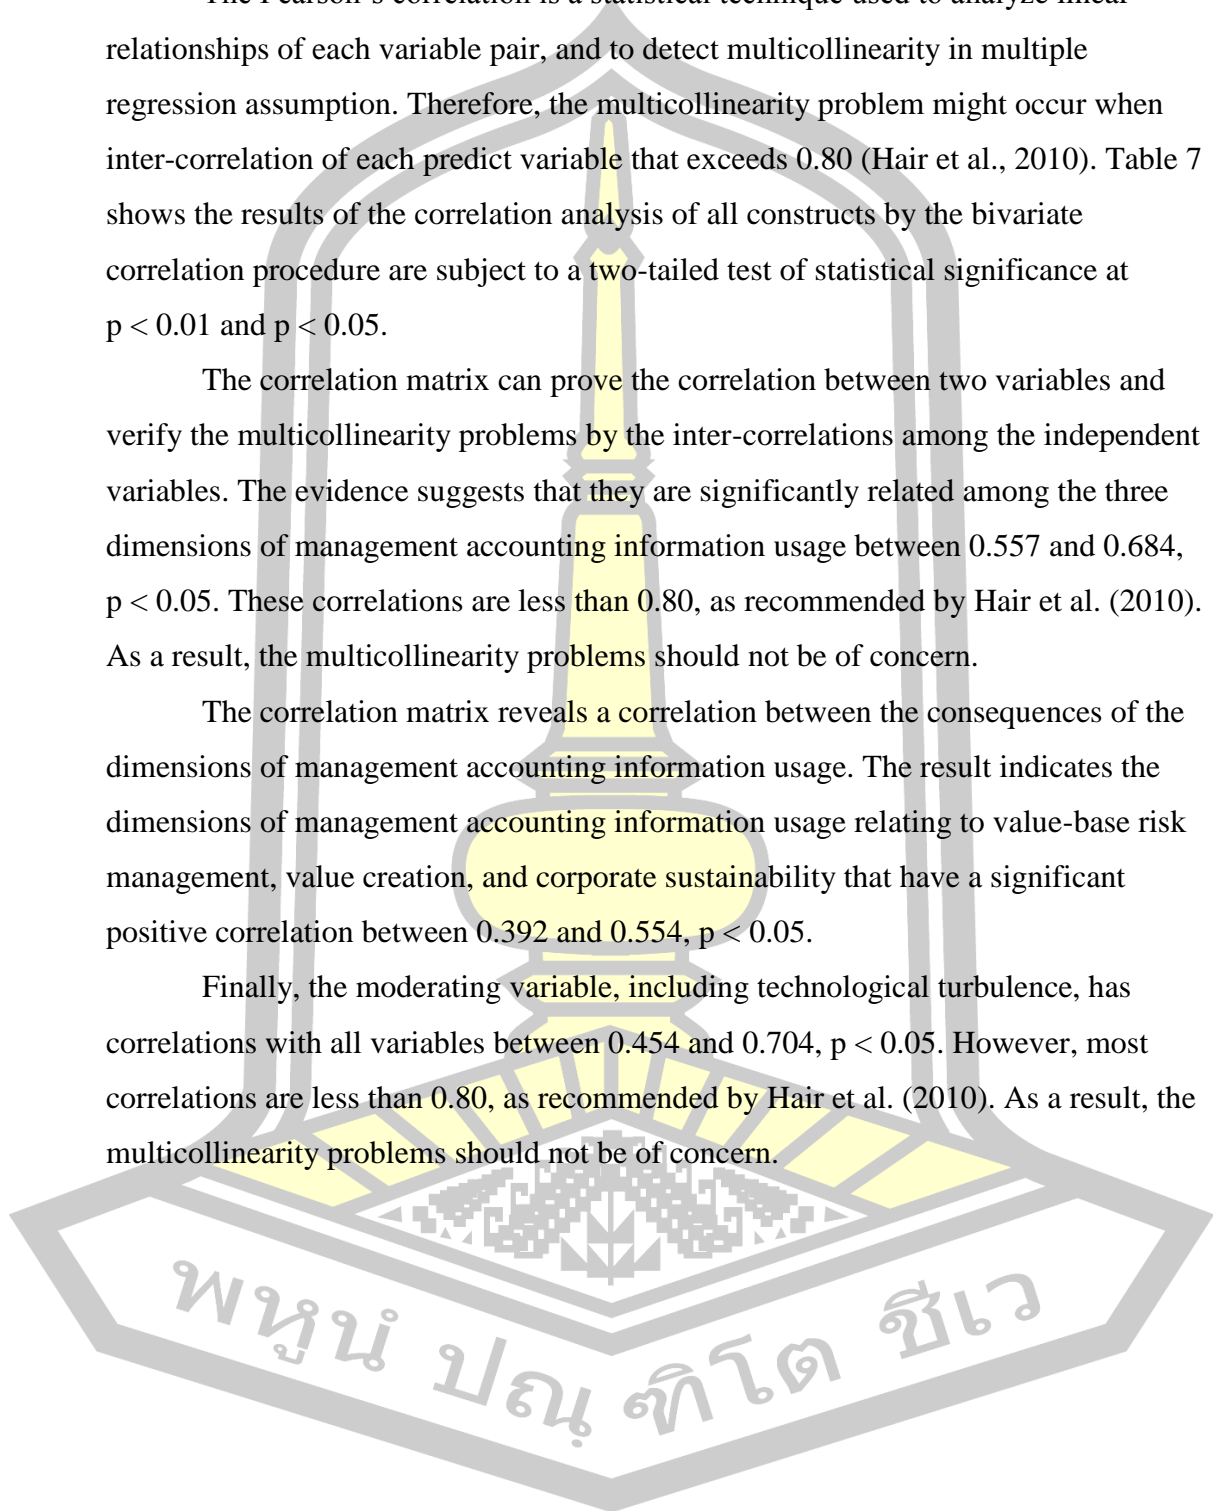 The Pearson's correlation is a statistical technique used to analyze linear
relationships of each variable pair, and to detect multicollinearity in multiple
regression assumption. Therefore, the multicollinearity problem might occur when
inter-correlation of each predict variable that exceeds 0.80 (Hair et al., 2010). Table 7
shows the results of the correlation analysis of all constructs by the bivariate
correlation procedure are subject to a two-tailed test of statistical significance at
p < 0.01 and p < 0.05.
The correlation matrix can prove the correlation between two variables and
verify the multicollinearity problems by the inter-correlations among the independent
variables. The evidence suggests that they are significantly related among the three
dimensions of management accounting information usage between 0.557 and 0.684,
p < 0.05. These correlations are less than 0.80, as recommended by Hair et al. (2010).
As a result, the multicollinearity problems should not be of concern.
The correlation matrix reveals a correlation between the consequences of the
dimensions of management accounting information usage. The result indicates the
dimensions of management accounting information usage relating to value-base risk
management, value creation, and corporate sustainability that have a significant
positive correlation between 0.392 and 0.554, p < 0.05.
Finally, the moderating variable, including technological turbulence, has
correlations with all variables between 0.454 and 0.704, p < 0.05. However, most
correlations are less than 0.80, as recommended by Hair et al. (2010). As a result, the
multicollinearity problems should not be of concern.
พหูนํ ปณฺฑิโต ชีเว